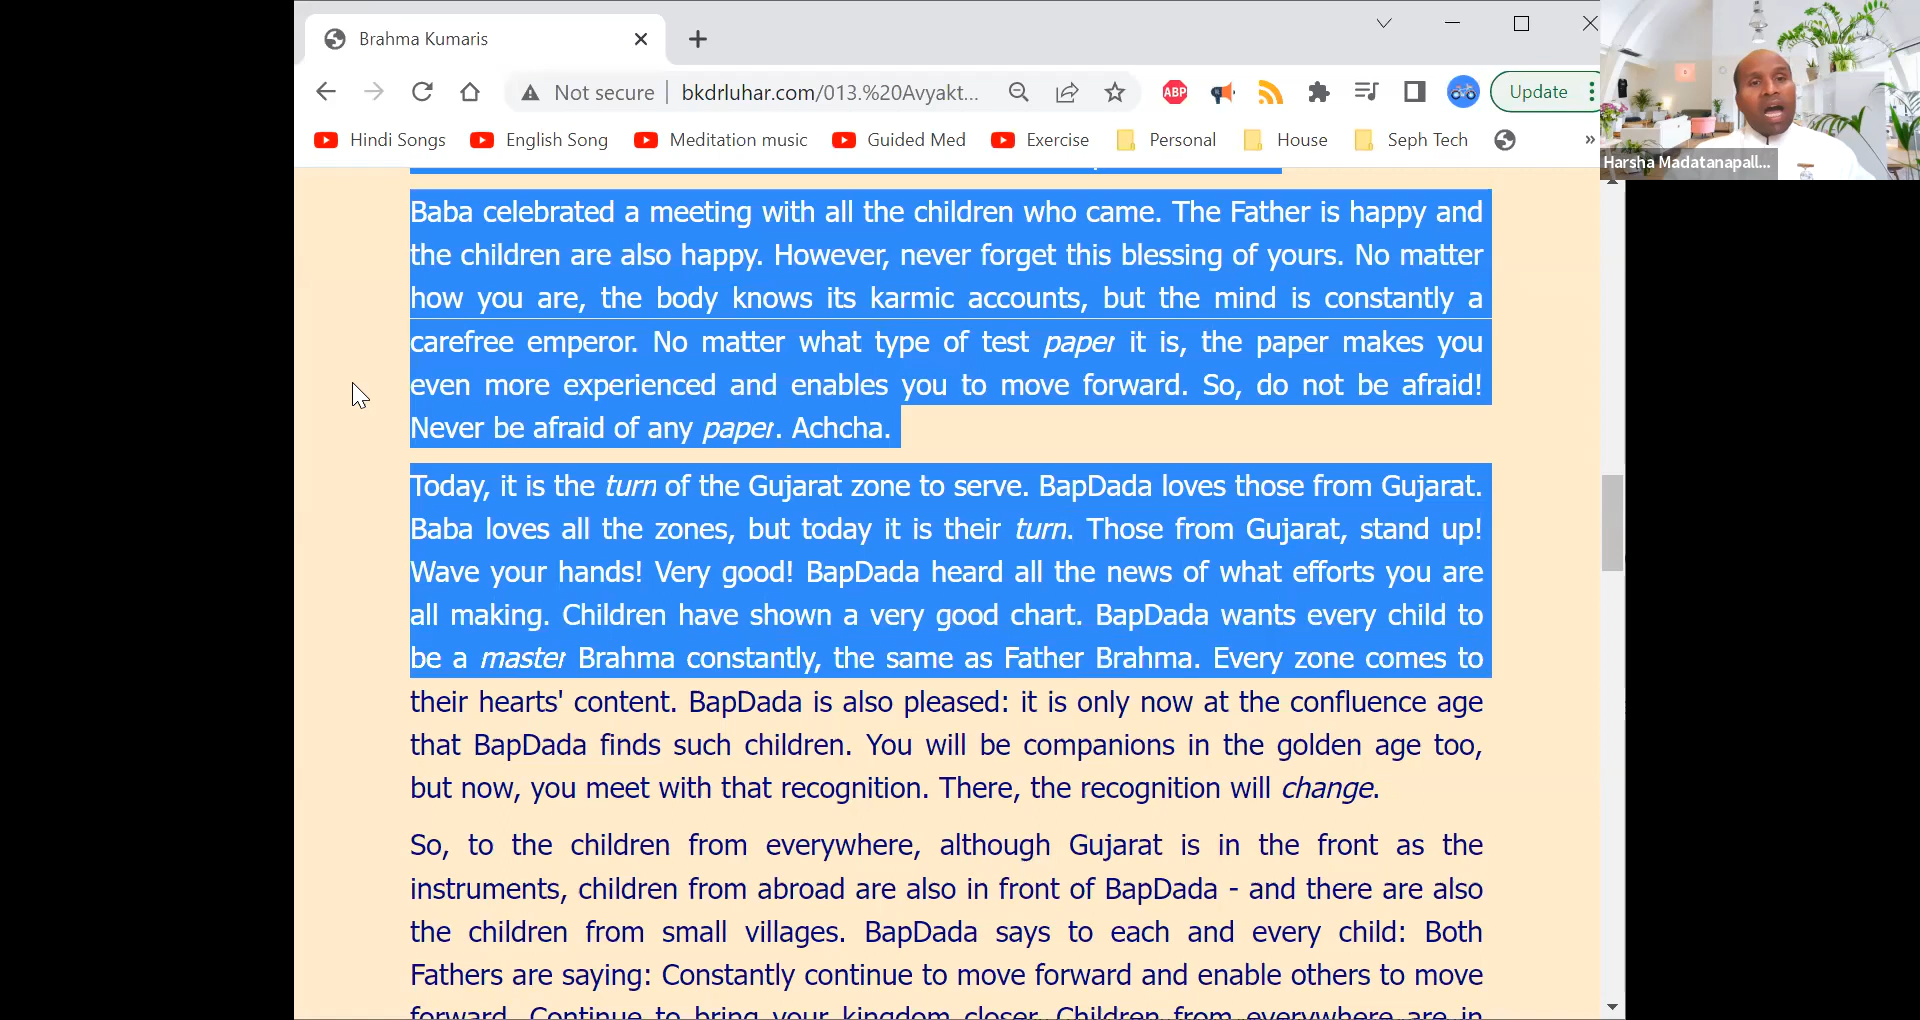 Brahma Kumaris
Not secure
bkdrluhar.com/013.%20Avyakt...
ABP
Update
Hindi Songs
English Song
Meditation music
Guided Med
Exercise
Personal
House
Seph Tech
»
Harsha Madatanapall...
Baba celebrated a meeting with all the children who came. The Father is happy and
the children are also happy. However, never forget this blessing of yours. No matter
how you are, the body knows its karmic accounts, but the mind is constantly a
carefree emperor. No matter what type of test paper it is, the paper makes you
even more experienced and enables you to move forward. So, do not be afraid!
Never be afraid of any paper. Achcha.
Today, it is the turn of the Gujarat zone to serve. BapDada loves those from Gujarat.
Baba loves all the zones, but today it is their turn. Those from Gujarat, stand up!
Wave your hands! Very good! BapDada heard all the news of what efforts you are
all making. Children have shown a very good chart. BapDada wants every child to
be a master Brahma constantly, the same as Father Brahma. Every zone comes to
their hearts' content. BapDada is also pleased: it is only now at the confluence age
that BapDada finds such children. You will be companions in the golden age too,
but now, you meet with that recognition. There, the recognition will change.
So, to the children from everywhere, although Gujarat is in the front as the
instruments, children from abroad are also in front of BapDada - and there are also
the children from small villages. BapDada says to each and every child: Both
Fathers are saying: Constantly continue to move forward and enable others to move
forward. Continue to bring your kingdom closer. Children from everywhere are in